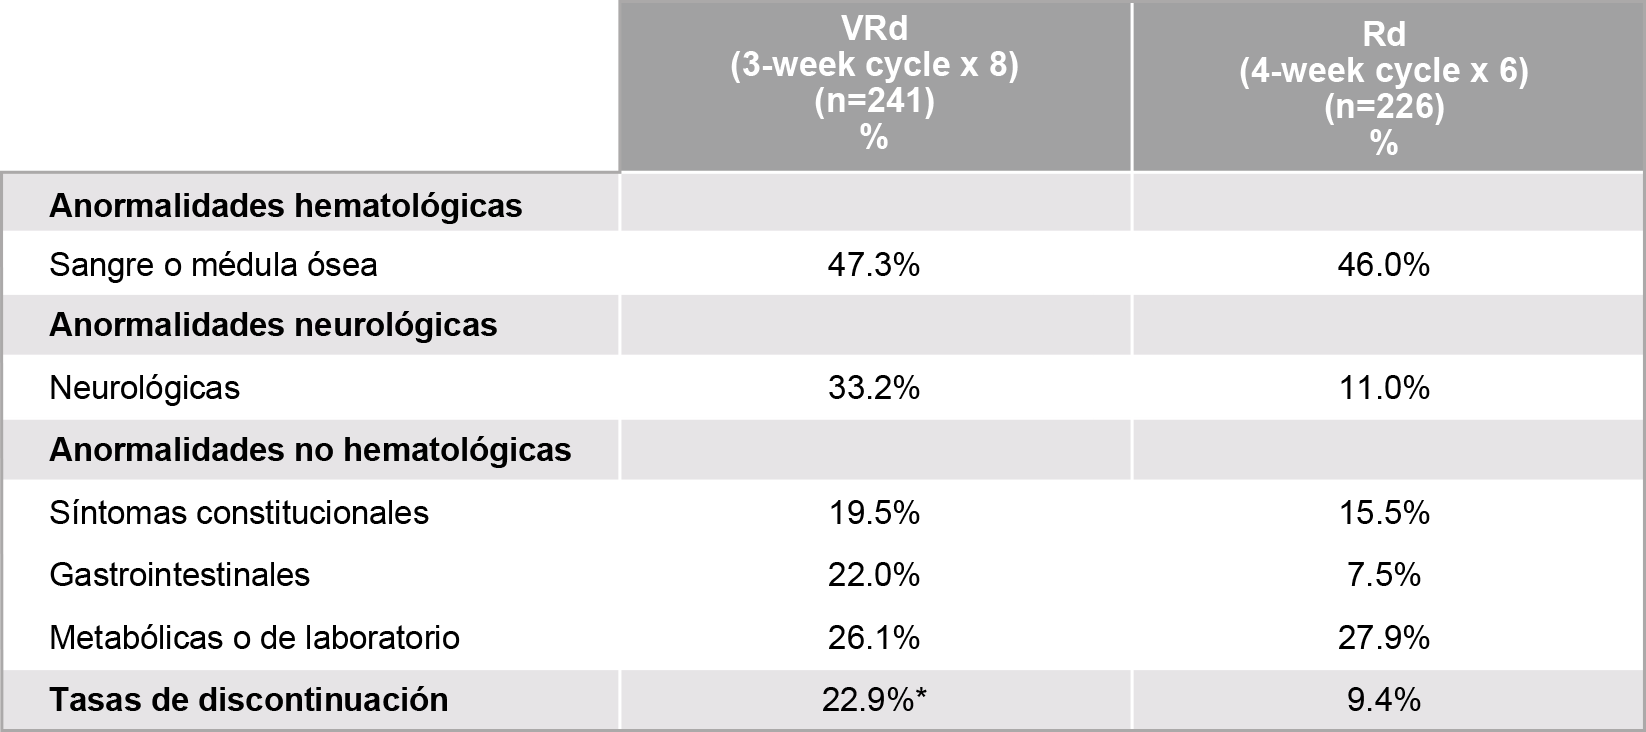 VRd
(3-week cycle x 8)
(n=241)
%
Rd
(4-week cycle x 6)
(n=226)
%
Anormalidades hematológicas
Sangre o médula ósea 47.3% 46.0%
Anormalidades neurológicas
Neurológicas 33.2% 11.0%
Anormalidades no hematológicas
Síntomas constitucionales 19.5% 15.5%
Gastrointestinales 22.0% 7.5%
Metabólicas o de laboratorio 26.1% 27.9%
Tasas de discontinuación 22.9%* 9.4%